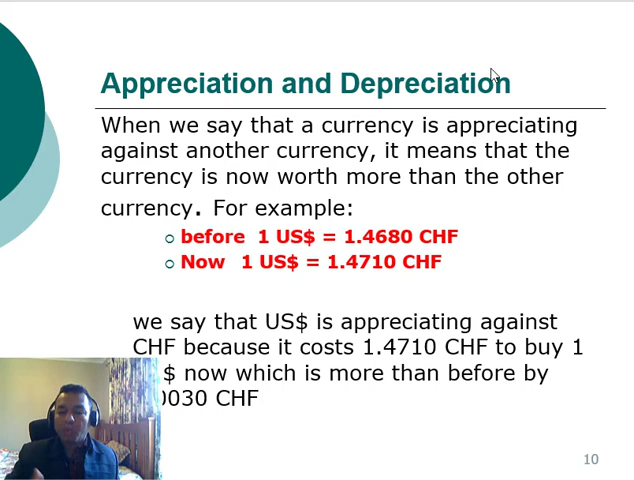 Appreciation and Depreciation
When we say that a currency is appreciating
against another currency, it means that the
currency is now worth more than the other
currency. For example:
before 1 US$ = 1.4680 CHF
Now 1 US$ = 1.4710 CHF
we say that US$ is appreciating against
CHF because it costs 1.4710 CHF to buy 1
$ now which is more than before by
0030 CHF
10